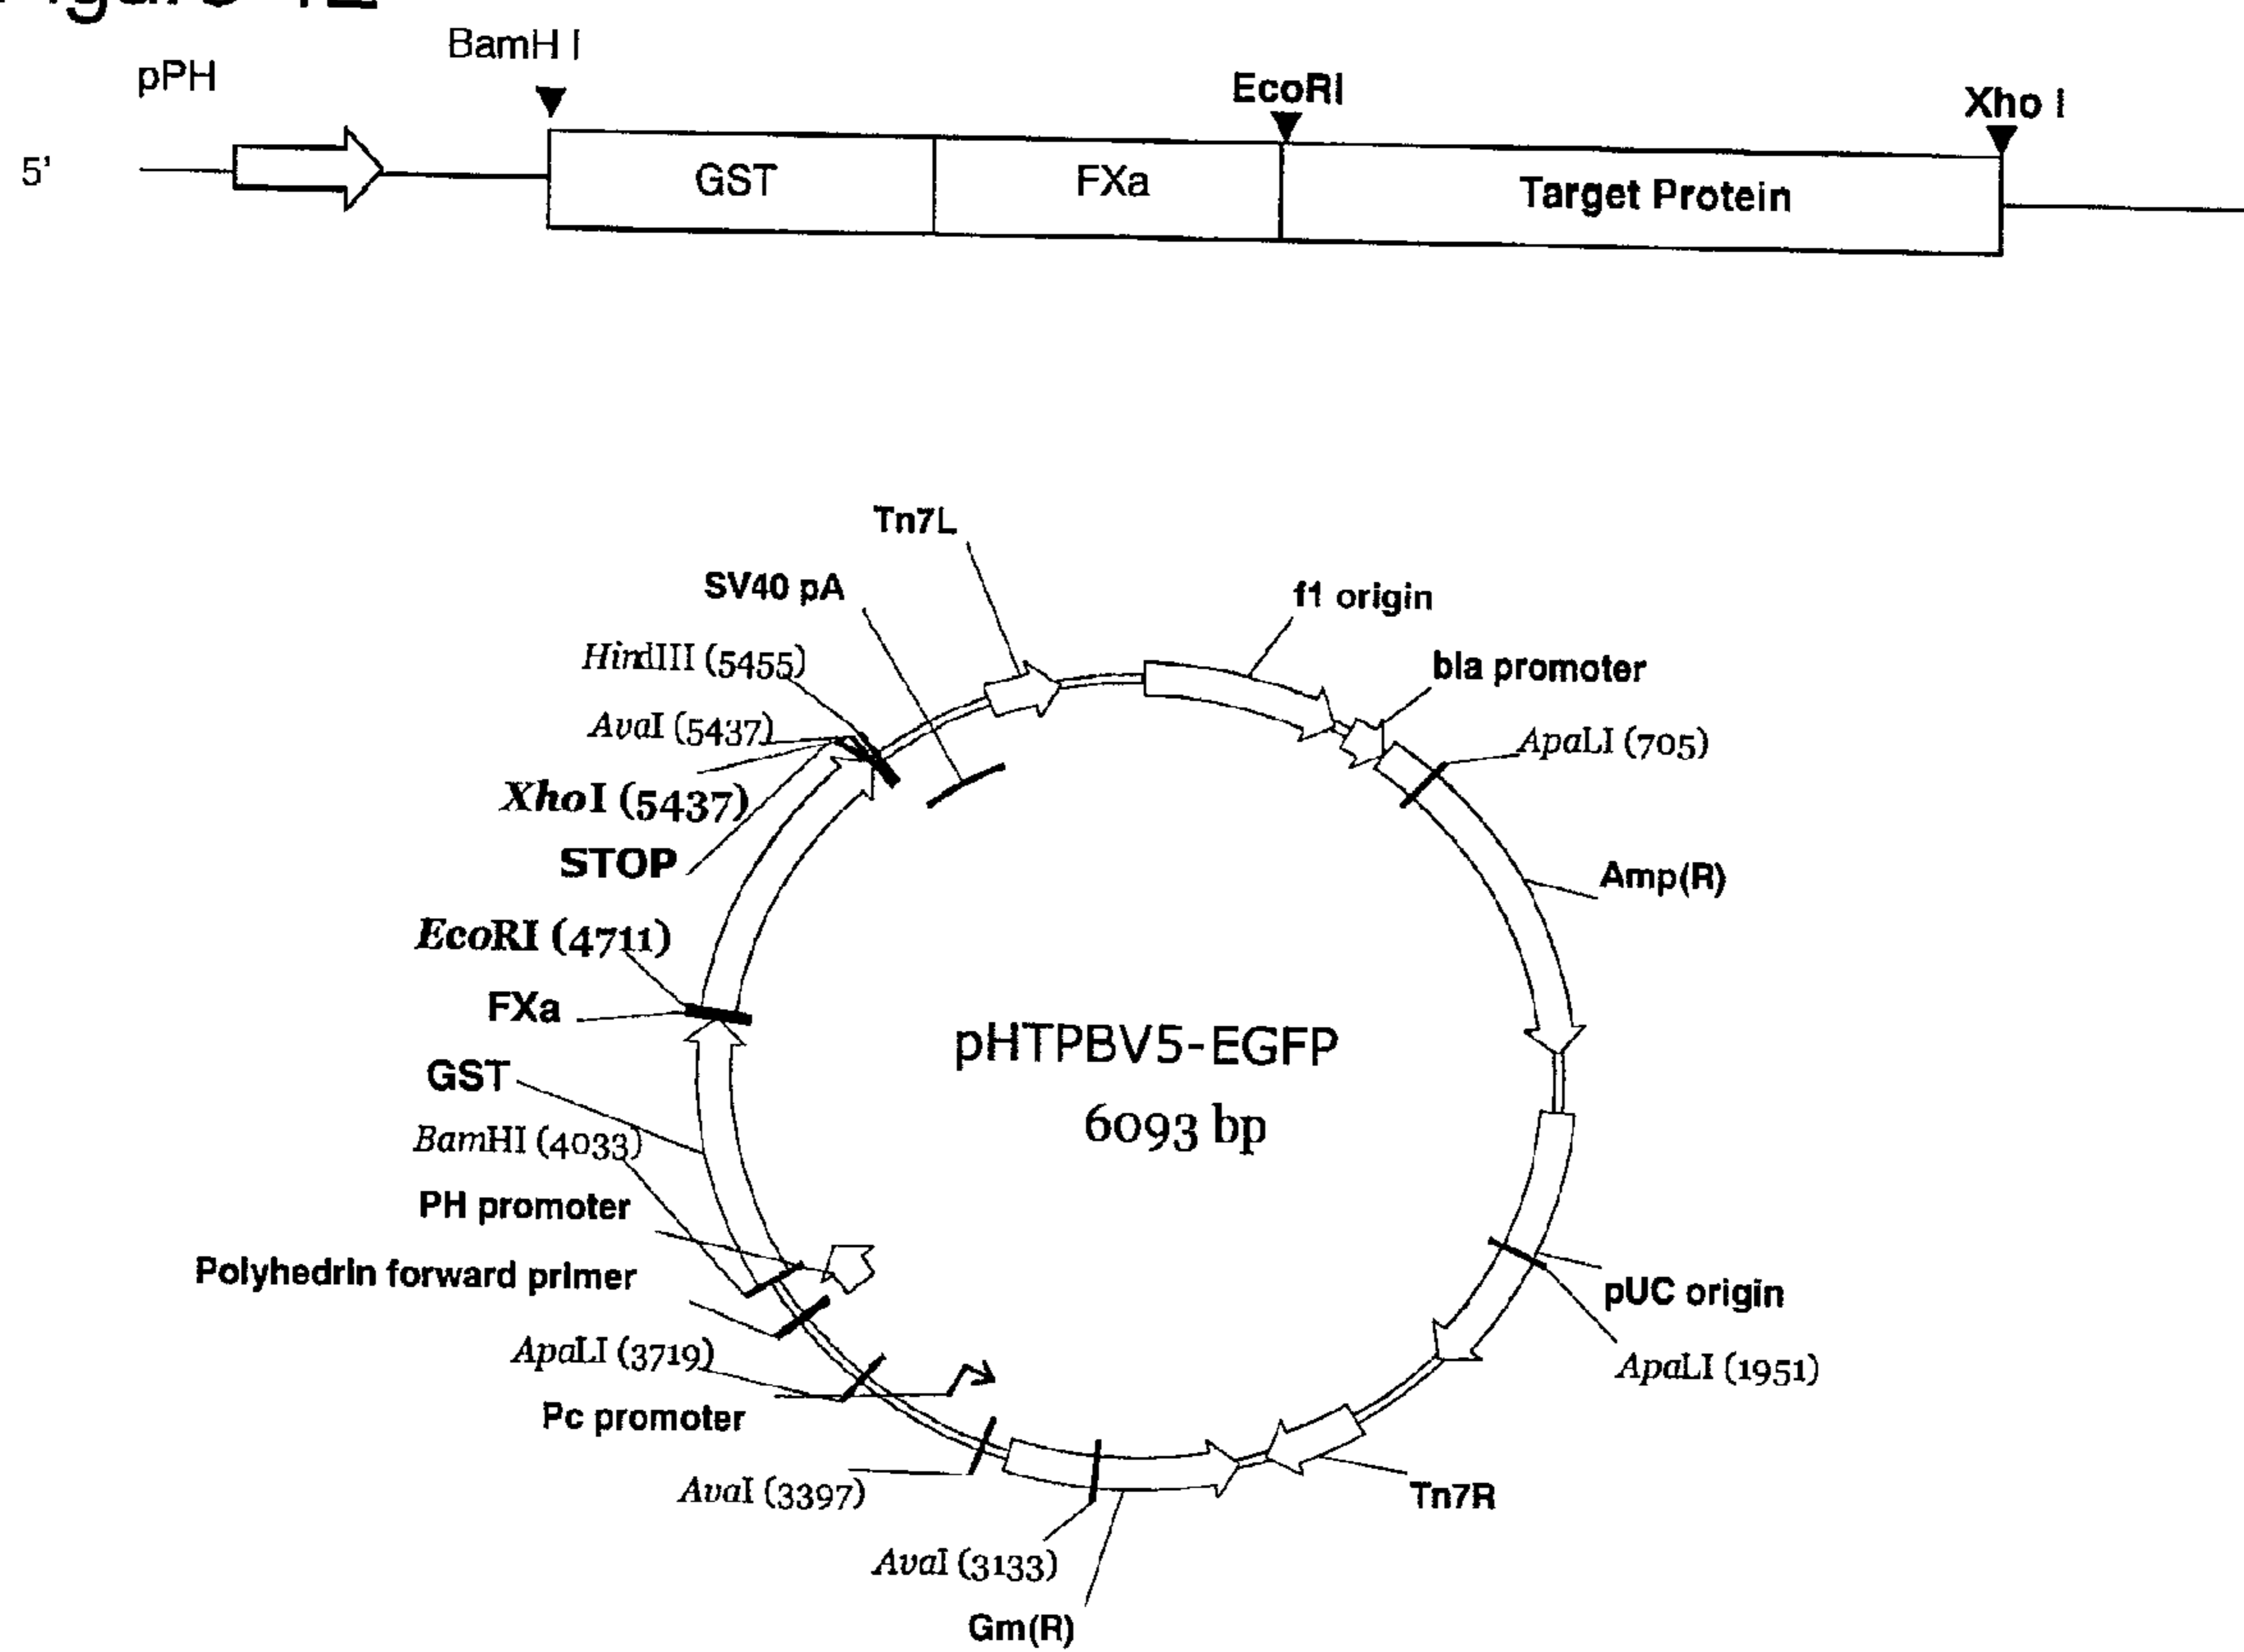 BamH I
pPH
EcoRI
Xho I
5'
GST
FXa
Target Protein
Tn7L
SV40 pA
f1 origin
HindIII (5455)
bla promoter
AvaI (5437)
ApaLI (705)
XhoI (5437)
STOP
Amp(R)
EcoRI (4711)
FXa
pHTPBV5-EGFP
GST
6093 bp
BamHI (4033)
PH promoter
Polyhedrin forward primer
pUC origin
ApaLI (3719)
ApaLI (1951)
Pc promoter
AvaI (3397)
Tn7R
AvaI (3133)
Gm(R)